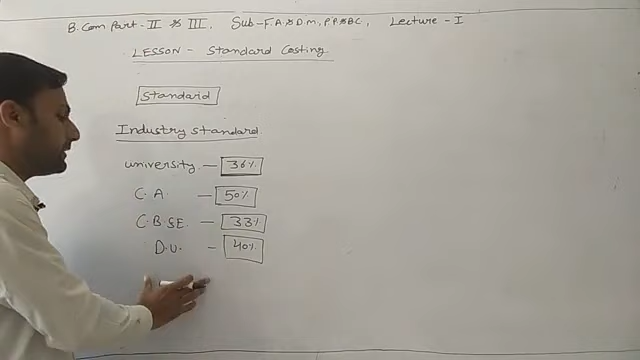 B. Com Part - II & III, Sub - F.A.&D.M, P.P.&B.C, Lecture - I
LESSON - Standard Costing
Standard
Industry Standard
University - 36%
C.A. - 50%
C.B.S.E. - 33%
D.U. - 40%